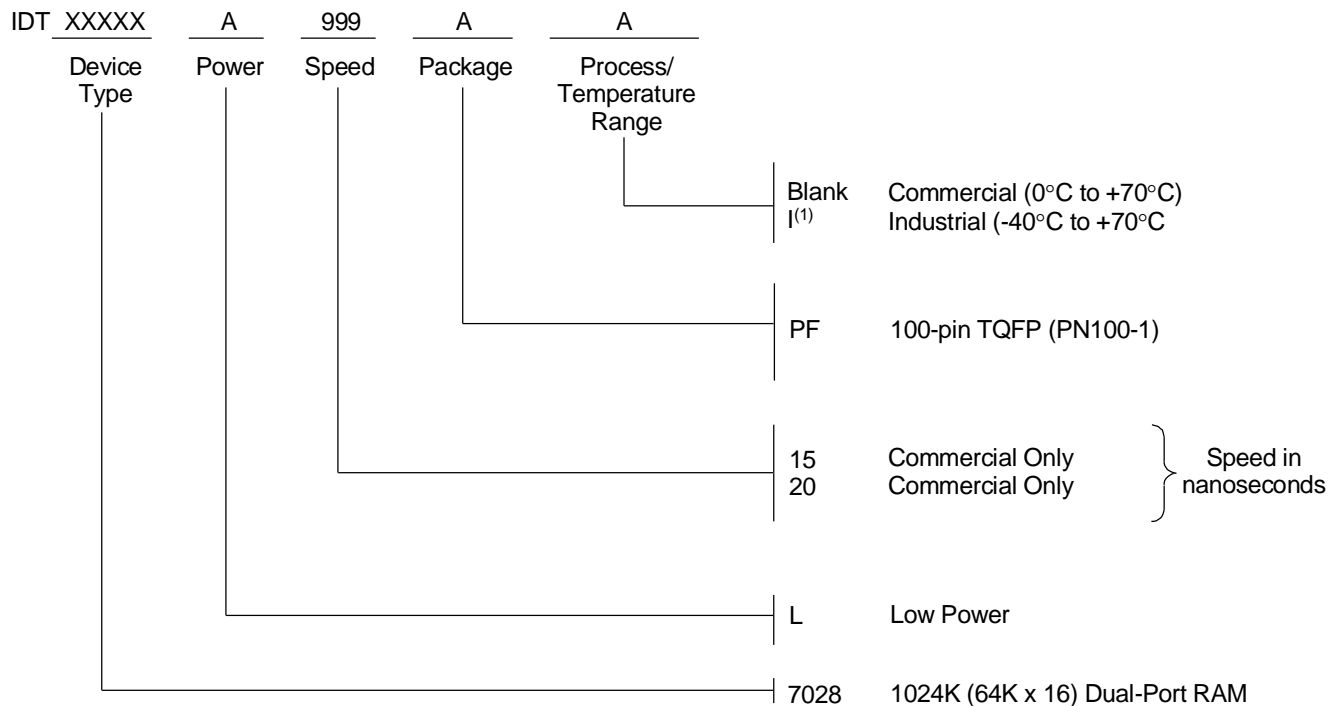 IDT XXXXX A 999 A A
Device Type
Power
Speed
Package
Process/
Temperature
Range
Blank Commercial (0°C to +70°C)
I(1) Industrial (-40°C to +70°C
PF 100-pin TQFP (PN100-1)
15 Commercial Only
20 Commercial Only
Speed in
nanoseconds
L Low Power
7028 1024K (64K x 16) Dual-Port RAM